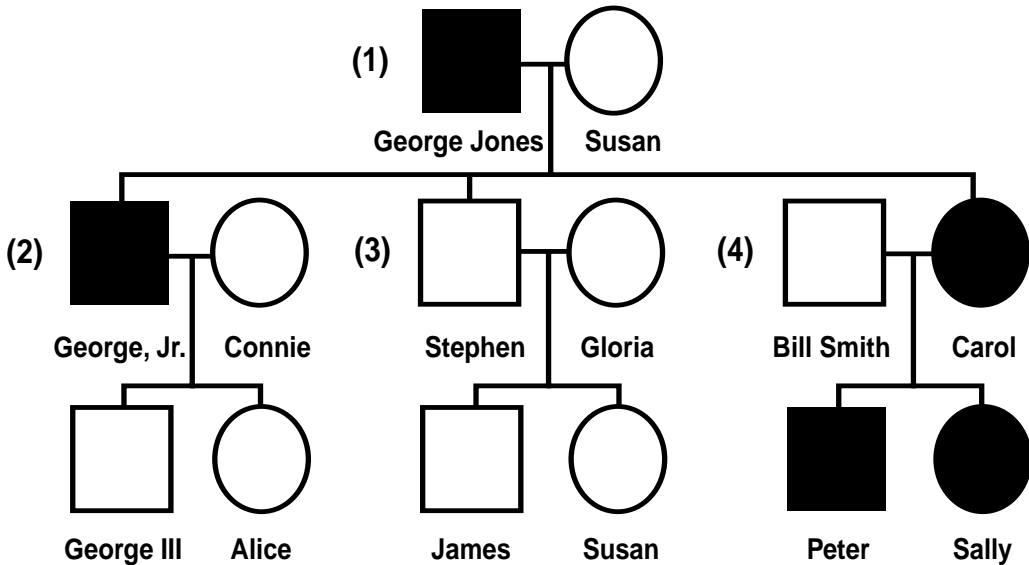 (1)
George Jones Susan
(2) (3) (4)
George, Jr. Connie Stephen Gloria Bill Smith Carol
George III Alice James Susan Peter Sally